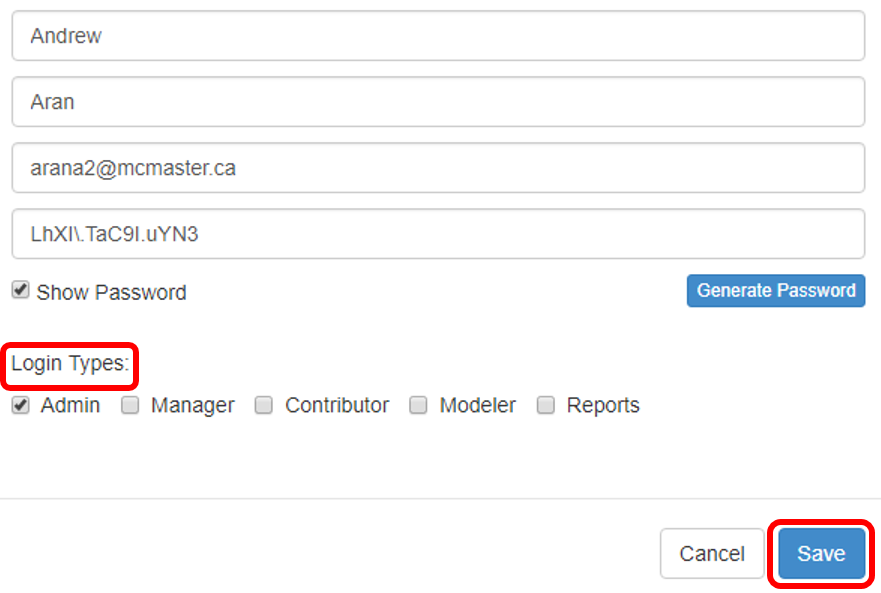 Andrew
Aran
arana2@mcmaster.ca
LhXI\.TaC9I.uYN3
Show Password Generate Password
Login Types:
Admin Manager Contributor Modeler Reports
Cancel Save